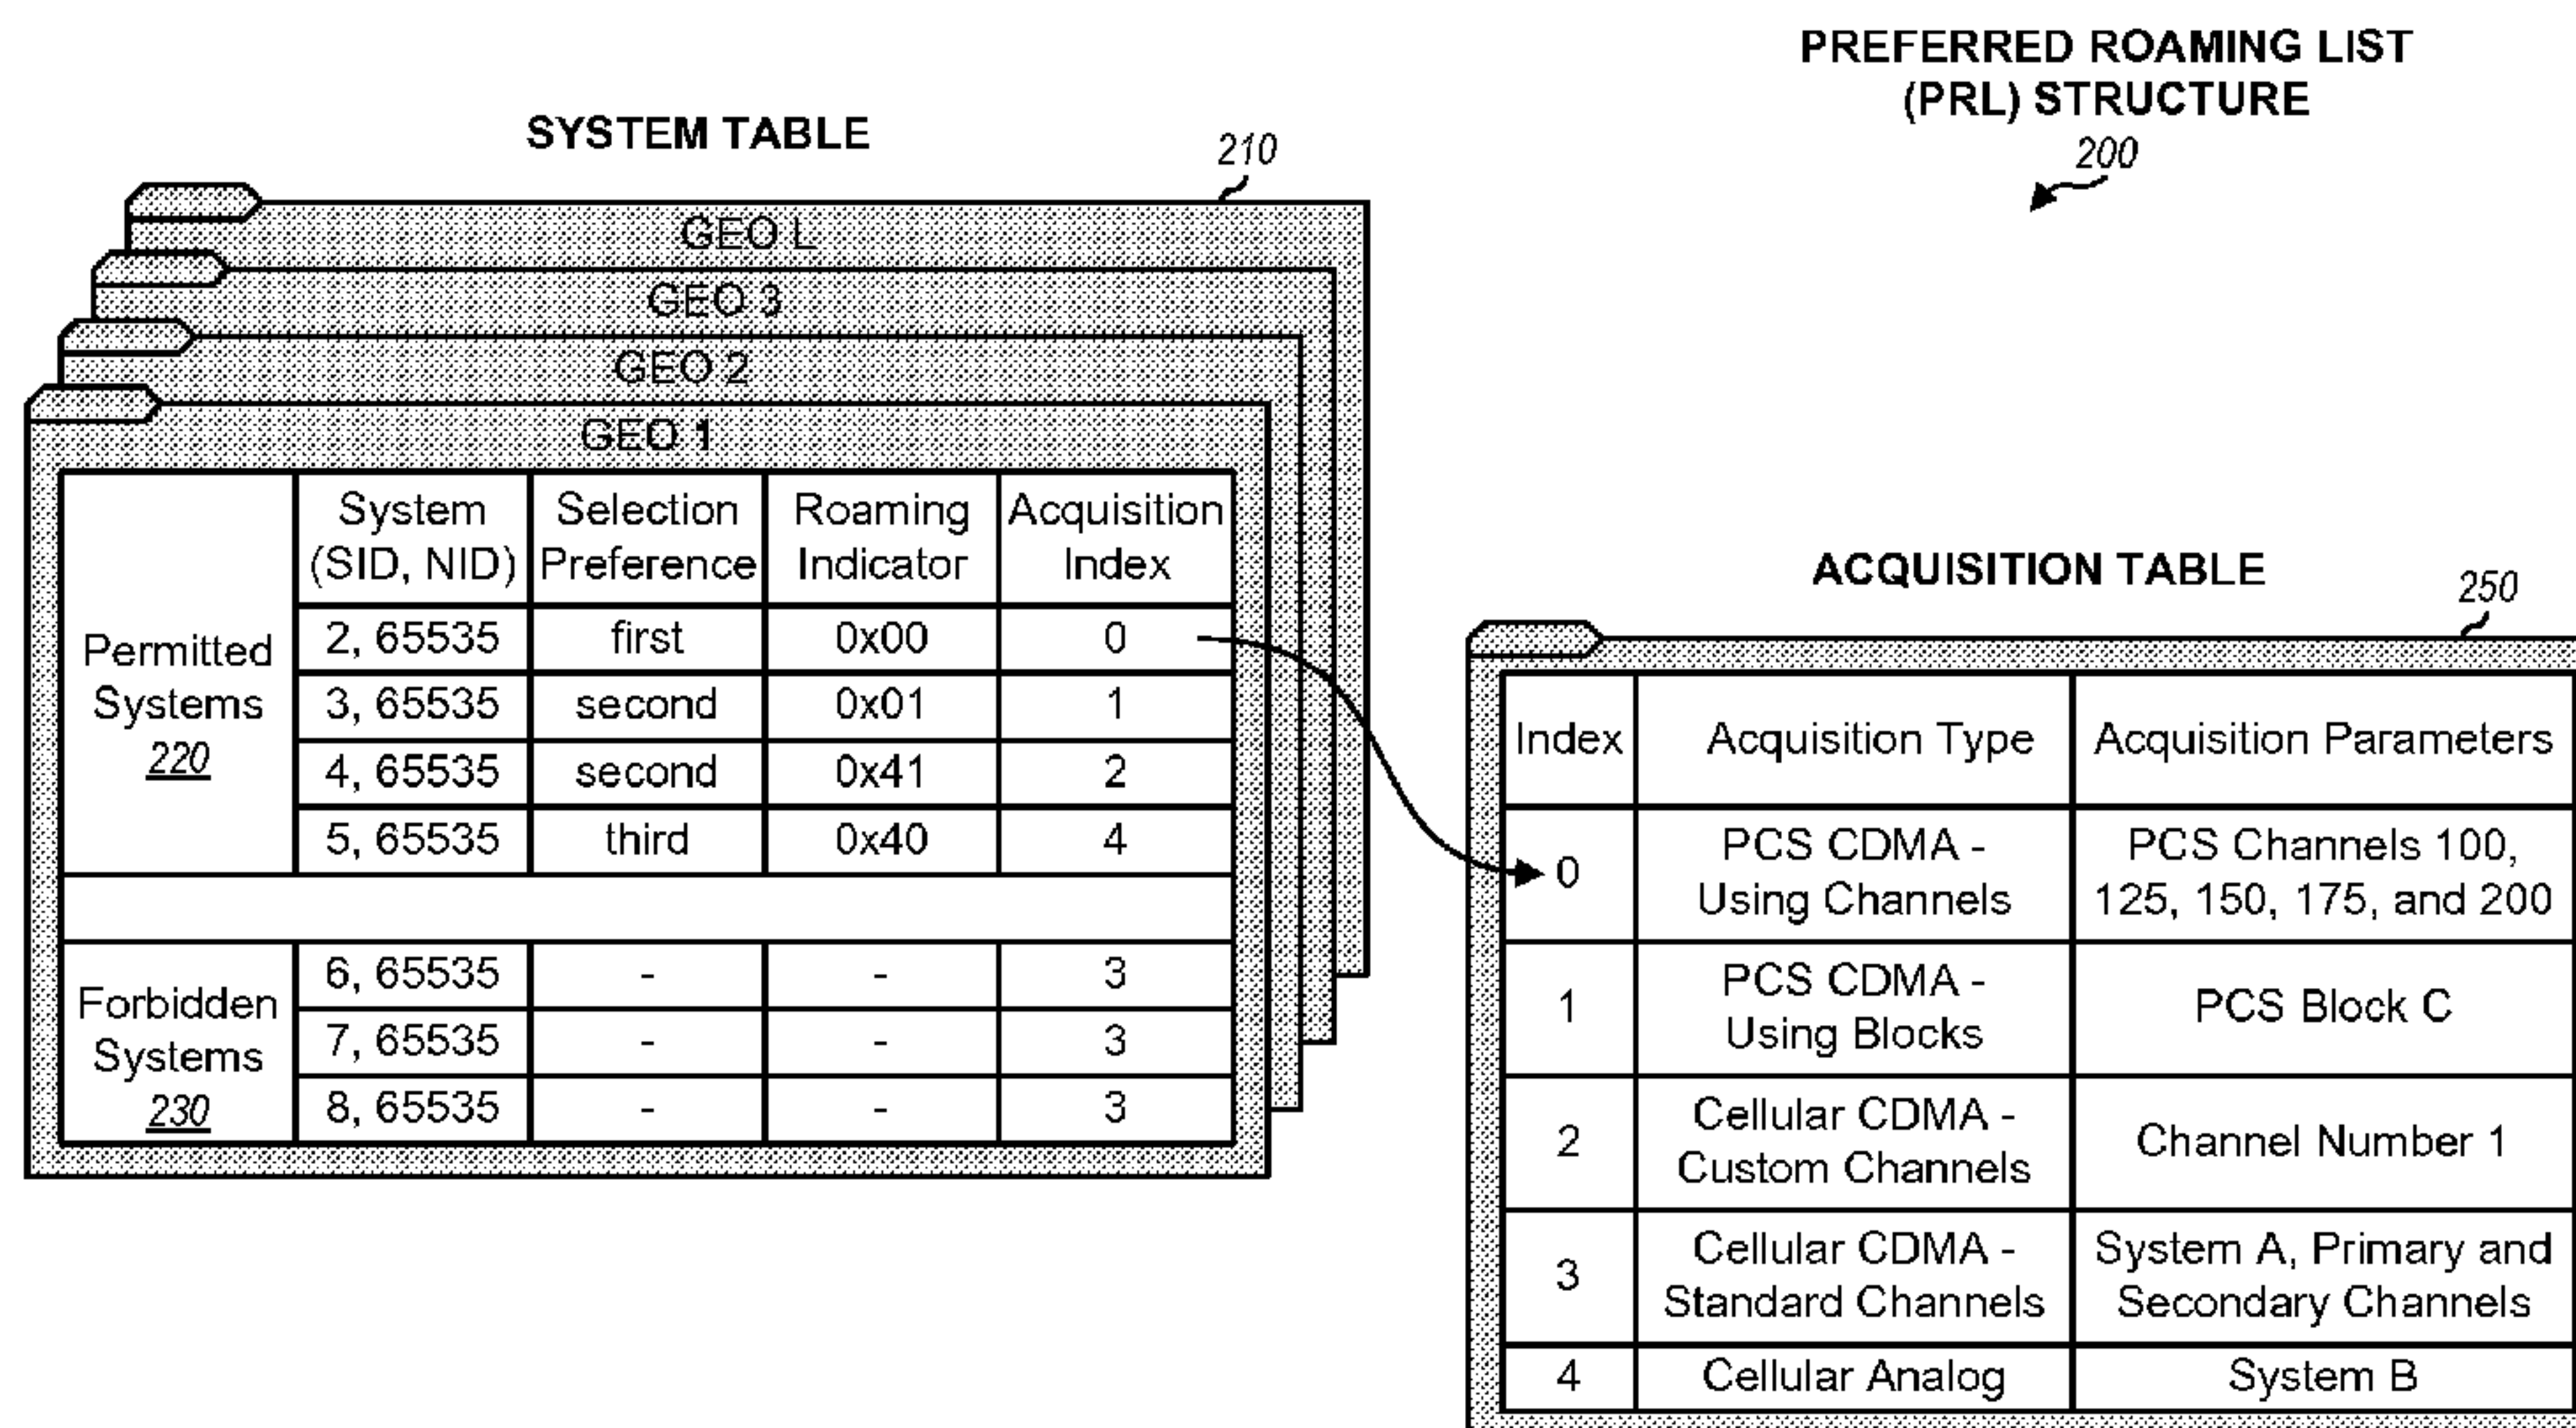 PREFERRED ROAMING LIST
(PRL) STRUCTURE
200
SYSTEM TABLE
210
GEO L
GEO 3
GEO 2
GEO 1
Permitted
Systems
220
System
(SID, NID)
Selection
Preference
Roaming
Indicator
Acquisition
Index
2, 65535 first 0x00 0
3, 65535 second 0x01 1
4, 65535 second 0x41 2
5, 65535 third 0x40 4
Forbidden
Systems
230
6, 65535 - - 3
7, 65535 - - 3
8, 65535 - - 3
ACQUISITION TABLE
250
Index Acquisition Type Acquisition Parameters
0
PCS CDMA -
Using Channels
PCS Channels 100,
125, 150, 175, and 200
1
PCS CDMA -
Using Blocks
PCS Block C
2
Cellular CDMA -
Custom Channels
Channel Number 1
3
Cellular CDMA -
Standard Channels
System A, Primary and
Secondary Channels
4 Cellular Analog System B